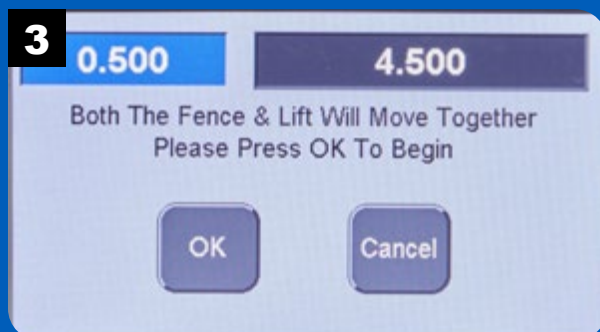 3
0.500 4.500
Both The Fence & Lift Will Move Together
Please Press OK To Begin
OK Cancel